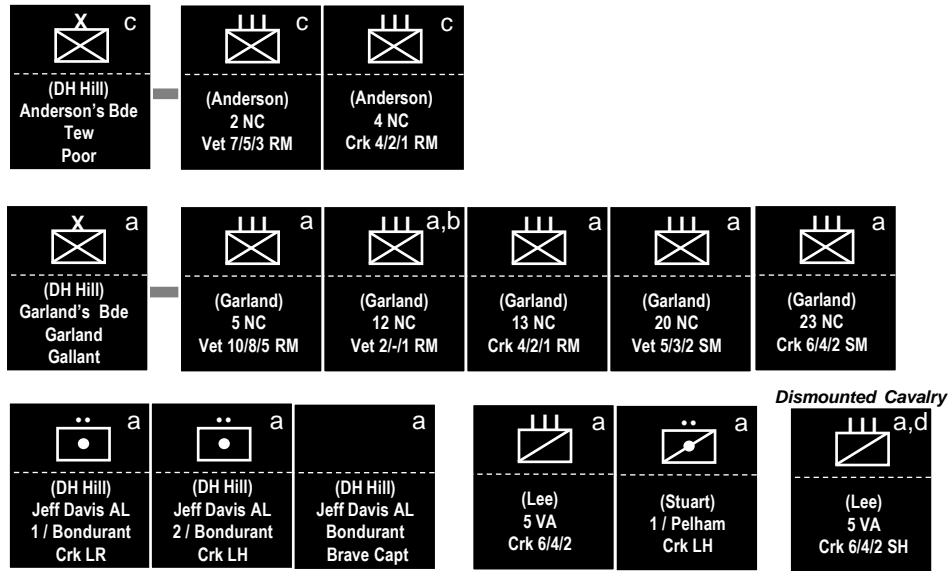 X c
(DH Hill)
Anderson's Bde
Tew
Poor
III c
(Anderson)
2 NC
Vet 7/5/3 RM
III c
(Anderson)
4 NC
Crk 4/2/1 RM
X a
(DH Hill)
Garland's Bde
Garland
Gallant
III a
(Garland)
5 NC
Vet 10/8/5 RM
III a,b
(Garland)
12 NC
Vet 2/-/1 RM
III a
(Garland)
13 NC
Crk 4/2/1 RM
III a
(Garland)
20 NC
Vet 5/3/2 SM
III a
(Garland)
23 NC
Crk 6/4/2 SM
a
(DH Hill)
Jeff Davis AL
1 / Bondurant
Crk LR
a
(DH Hill)
Jeff Davis AL
2 / Bondurant
Crk LH
a
(DH Hill)
Jeff Davis AL
Bondurant
Brave Capt
III a
(Lee)
5 VA
Crk 6/4/2
a
(Stuart)
1 / Pelham
Crk LH
Dismounted Cavalry
III a,d
(Lee)
5 VA
Crk 6/4/2 SH